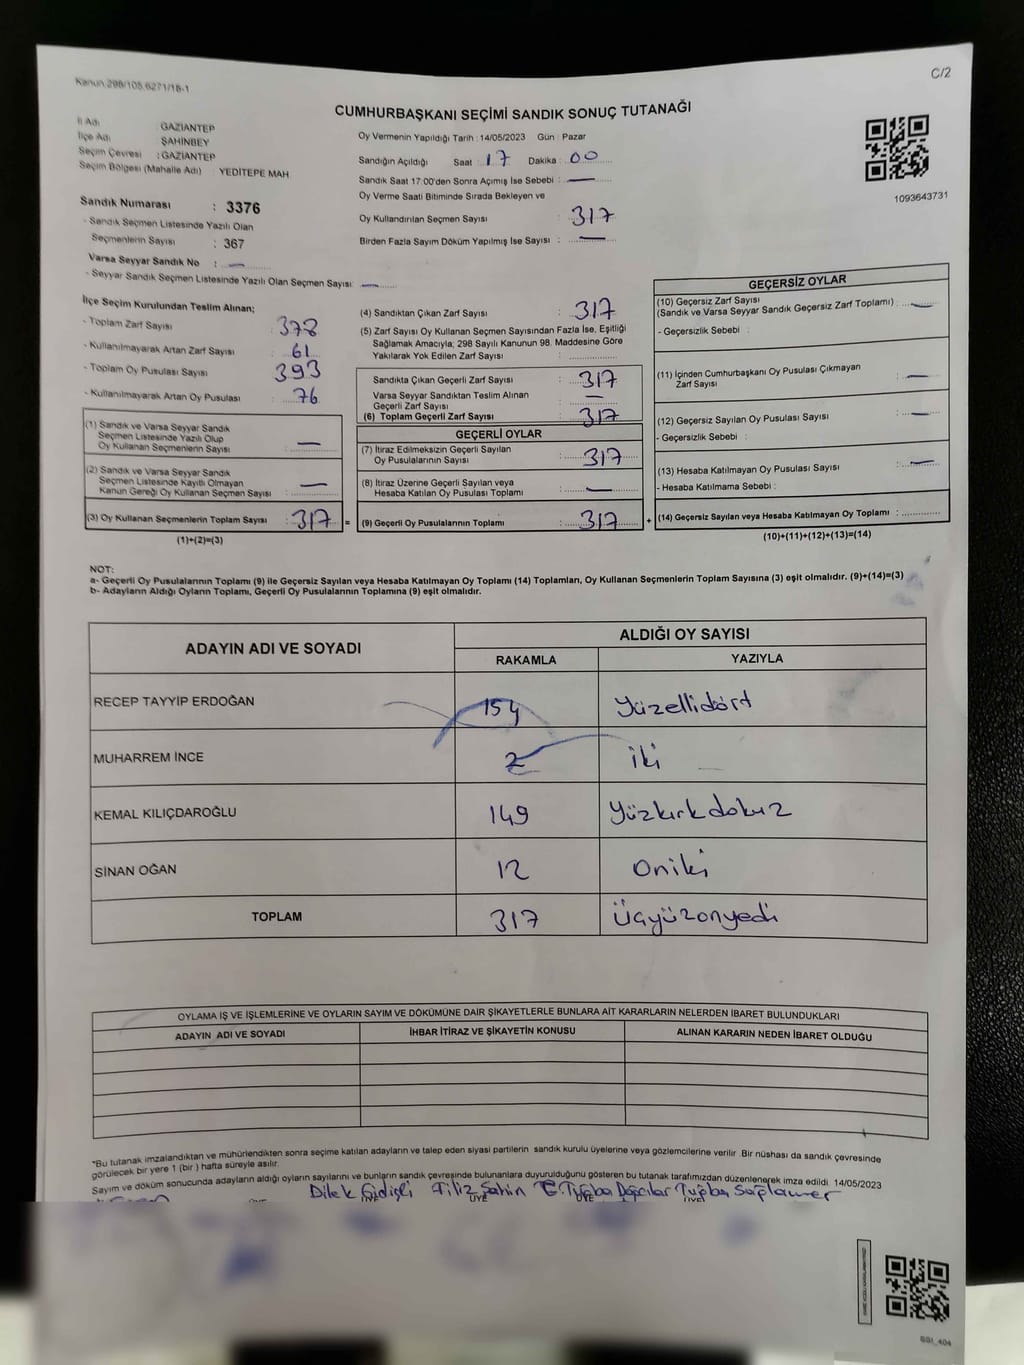 Kanun.298/105.6271/18-1
C/2
CUMHURBAŞKANI SEÇİMİ SANDIK SONUÇ TUTANAĞI
İl Adı : GAZİANTEP
İlçe Adı : ŞAHİNBEY
Seçim Çevresi : GAZİANTEP
Seçim Bölgesi (Mahalle Adı) : YEDİTEPE MAH.
Sandık Numarası : 3376
- Sandık Seçmen Listesinde Yazılı Olan
Seçmenlerin Sayısı : 367
Varsa Seyyar Sandık No : —
- Seyyar Sandık Seçmen Listesinde Yazılı Olan Seçmen Sayısı: —
Oy Vermenin Yapıldığı Tarih : 14/05/2023 Gün : Pazar
Sandığın Açıldığı Saat : 17 Dakika : 00
Sandık Saat 17:00'den Sonra Açımış İse Sebebi : —
Oy Verme Saati Bitiminde Sırada Bekleyen ve
Oy Kullandırılan Seçmen Sayısı 317
Birden Fazla Sayım Döküm Yapılmış İse Sayısı : —
1093643731
İlçe Seçim Kurulundan Teslim Alınan;
- Toplam Zarf Sayısı : 378
- Kullanılmayarak Artan Zarf Sayısı : 61
- Toplam Oy Pusulası Sayısı : 393
- Kullanılmayarak Artan Oy Pusulası : 76
(1) Sandık ve Varsa Seyyar Sandık
Seçmen Listesinde Yazılı Olup
Oy Kullanan Seçmenlerin Sayısı : —
(2) Sandık ve Varsa Seyyar Sandık
Seçmen Listesinde Kayıtlı Olmayan
Kanun Gereği Oy Kullanan Seçmen Sayısı : —
(3) Oy Kullanan Seçmenlerin Toplam Sayısı : 317 =
(1)+(2)=(3)
(4) Sandıktan Çıkan Zarf Sayısı : 317
(5) Zarf Sayısı Oy Kullanan Seçmen Sayısından Fazla İse, Eşitliği
Sağlamak Amacıyla; 298 Sayılı Kanunun 98. Maddesine Göre
Yakılarak Yok Edilen Zarf Sayısı :
Sandıkta Çıkan Geçerli Zarf Sayısı : 317
Varsa Seyyar Sandıktan Teslim Alınan
Geçerli Zarf Sayısı : —
(6) Toplam Geçerli Zarf Sayısı : 317
GEÇERLİ OYLAR
(7) İtiraz Edilmeksizin Geçerli Sayılan
Oy Pusulalarının Sayısı : 317
(8) İtiraz Üzerine Geçerli Sayılan veya
Hesaba Katılan Oy Pusulası Toplamı : —
(9) Geçerli Oy Pusulalarının Toplamı : 317 +
GEÇERSİZ OYLAR
(10) Geçersiz Zarf Sayısı
(Sandık ve Varsa Seyyar Sandık Geçersiz Zarf Toplamı) : —
- Geçersizlik Sebebi :
(11) İçinden Cumhurbaşkanı Oy Pusulası Çıkmayan
Zarf Sayısı : —
(12) Geçersiz Sayılan Oy Pusulası Sayısı : —
- Geçersizlik Sebebi :
(13) Hesaba Katılmayan Oy Pusulası Sayısı : —
- Hesaba Katılmama Sebebi :
(14) Geçersiz Sayılan veya Hesaba Katılmayan Oy Toplamı :
(10)+(11)+(12)+(13)=(14)
NOT:
a- Geçerli Oy Pusulalarının Toplamı (9) ile Geçersiz Sayılan veya Hesaba Katılmayan Oy Toplamı (14) Toplamları, Oy Kullanan Seçmenlerin Toplam Sayısına (3) eşit olmalıdır. (9)+(14)=(3)
b- Adayların Aldığı Oyların Toplamı, Geçerli Oy Pusulalarının Toplamına (9) eşit olmalıdır.
ADAYIN ADI VE SOYADI ALDIĞI OY SAYISI
RAKAMLA YAZIYLA
RECEP TAYYİP ERDOĞAN 154 Yüzellidört
MUHARREM İNCE 2 iki
KEMAL KILIÇDAROĞLU 149 Yüzkırkdokuz
SİNAN OĞAN 12 Oniki
TOPLAM 317 Üçyüzonyedi
OYLAMA İŞ VE İŞLEMLERİNE VE OYLARIN SAYIM VE DÖKÜMÜNE DAİR ŞİKAYETLERLE BUNLARA AİT KARARLARIN NELERDEN İBARET BULUNDUKLARI
ADAYIN ADI VE SOYADI İHBAR İTİRAZ VE ŞİKAYETİN KONUSU ALINAN KARARIN NEDEN İBARET OLDUĞU
*Bu tutanak imzalandıktan ve mühürlendikten sonra seçime katılan adayların ve talep eden siyasi partilerin sandık kurulu üyelerine veya gözlemcilerine verilir. Bir nüshası da sandık çevresinde
görülecek bir yere 1 (bir) hafta süreyle asılır.
Sayım ve döküm sonucunda adayların aldığı oyların sayılarını ve bunların sandık çevresinde bulunanlara duyurulduğunu gösteren bu tutanak tarafımızdan düzenlenerek imza edildi. 14/05/2023
Filiz Şahin Tuğba Sağlamer
ÜYE ÜYE ÜYE ÜYE